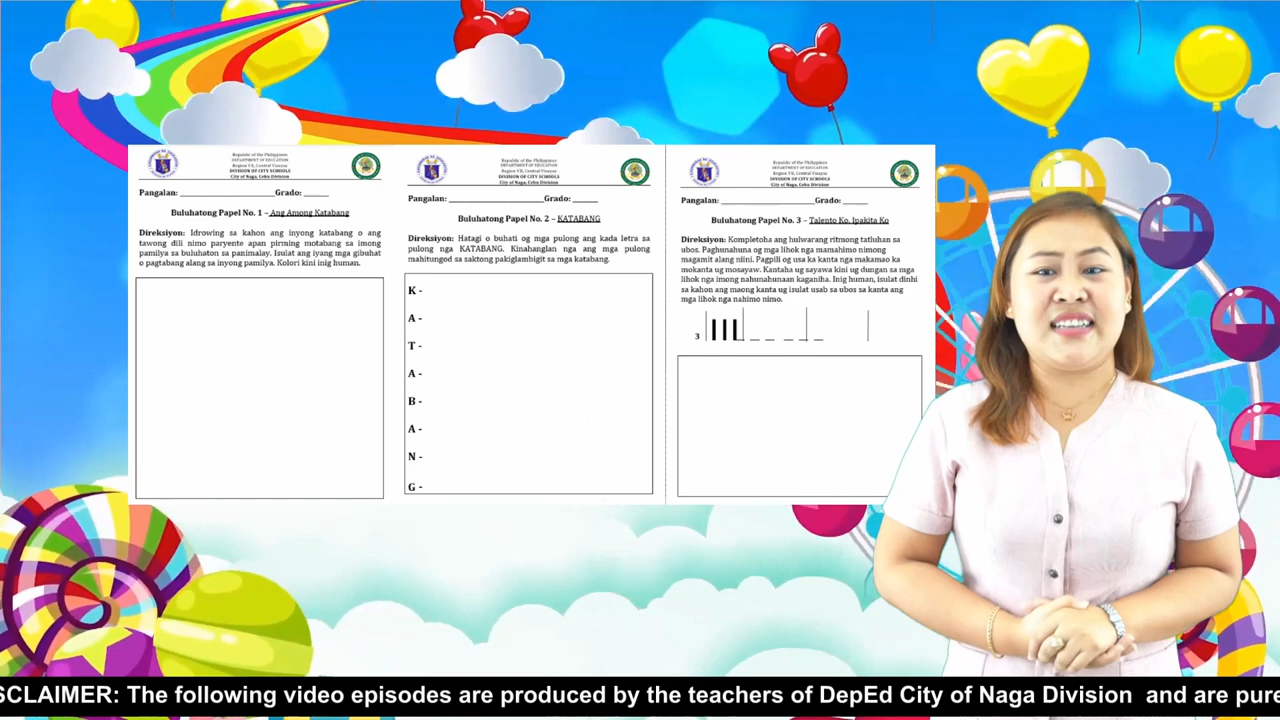 Republic of the Philippines
DEPARTMENT OF EDUCATION
Region VII, Central Visayas
DIVISION OF CITY SCHOOLS
City of Naga, Cebu Division
Pangalan: ______________________Grado: ______
Buluhatong Papel No. 1 – Ang Among Katabang
Direksiyon: Idrowing sa kahon ang inyong katabang o ang
tawong dili nimo paryente apan pirming motabang sa imong
pamilya sa buluhaton sa panimalay. Isulat ang iyang mga gibuhat
o pagtabang alang sa inyong pamilya. Kolori kini inig human.
Republic of the Philippines
DEPARTMENT OF EDUCATION
Region VII, Central Visayas
DIVISION OF CITY SCHOOLS
City of Naga, Cebu Division
Pangalan: ______________________Grado: ______
Buluhatong Papel No. 2 – KATABANG
Direksiyon: Hatagi o buhati og mga pulong ang kada letra sa
pulong nga KATABANG. Kinahanglan nga ang mga pulong
mahitungod sa saktong pakiglambigit sa mga katabang.
K -
A -
T -
A -
B -
A -
N -
G -
Republic of the Philippines
DEPARTMENT OF EDUCATION
Region VII, Central Visayas
DIVISION OF CITY SCHOOLS
City of Naga, Cebu Division
Pangalan: ______________________Grado: ______
Buluhatong Papel No. 3 – Talento Ko, Ipakita Ko
Direksiyon: Kompletoha ang hulwarang ritmong tatluhan sa
ubos. Paghunahuna og mga lihok nga mamahimo nimong
magamit alang niini. Pagpili og usa ka kanta nga makamao ka
mokanta ug mosayaw. Kantaha ug sayawa kini ug dungan sa mga
lihok nga imong nahunahunaan kaganiha. Inig human, isulat dinhi
sa kahon ang maong kanta ug isulat usab sa ubos sa kanta ang
mga lihok nga nahimo nimo.
3
SCLAIMER: The following video episodes are produced by the teachers of DepEd City of Naga Division and are pure